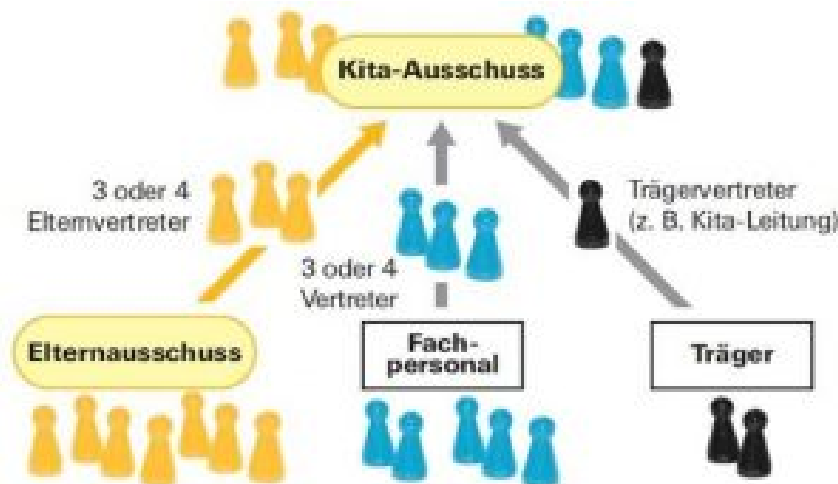 Kita-Ausschuss
3 oder 4
Elternvertreter
3 oder 4
Vertreter
Trägervertreter
(z. B. Kita-Leitung)
Elternausschuss
Fach-
personal
Träger